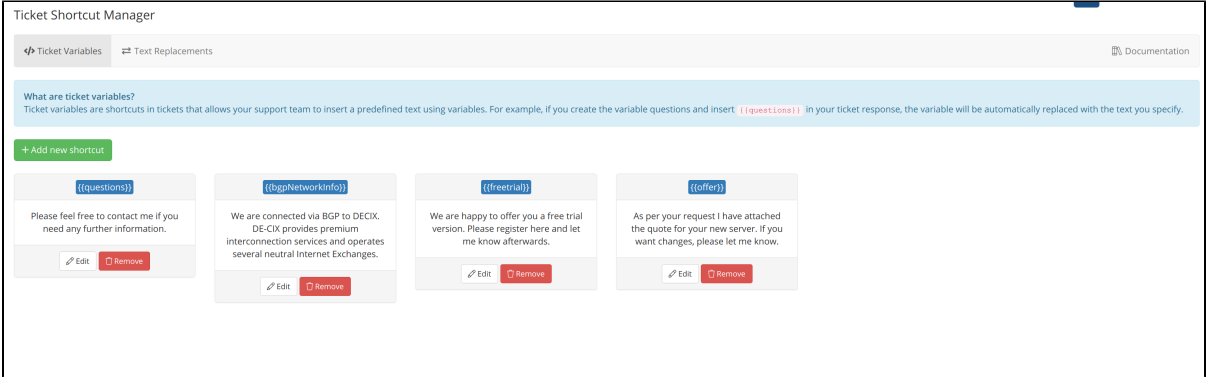 Ticket Shortcut Manager
</> Ticket Variables
Text Replacements
Documentation
What are ticket variables?
Ticket variables are shortcuts in tickets that allows your support team to insert a predefined text using variables. For example, if you create the variable questions and insert {{questions}} in your ticket response, the variable will be automatically replaced with the text you specify.
+ Add new shortcut
{{questions}}
Please feel free to contact me if you
need any further information.
Edit
Remove
{{bgpNetworkInfo}}
We are connected via BGP to DECIX.
DE-CIX provides premium
interconnection services and operates
several neutral Internet Exchanges.
Edit
Remove
{{freetrial}}
We are happy to offer you a free trial
version. Please register here and let
me know afterwards.
Edit
Remove
{{offer}}
As per your request I have attached
the quote for your new server. If you
want changes, please let me know.
Edit
Remove